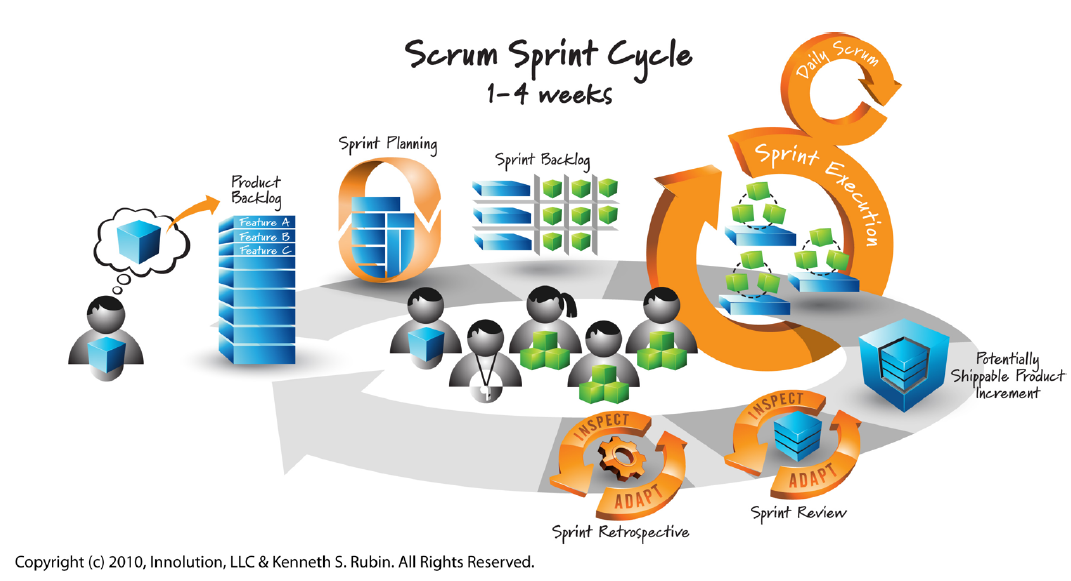 Scrum Sprint Cycle
1-4 weeks
Daily Scrum
Sprint Planning
Sprint Backlog
Sprint Execution
Product
Backlog
Feature A
Feature B
Feature C
Potentially
Shippable Product
Increment
INSPECT
ADAPT
Sprint Retrospective
INSPECT
ADAPT
Sprint Review
Copyright (c) 2010, Innolution, LLC & Kenneth S. Rubin. All Rights Reserved.